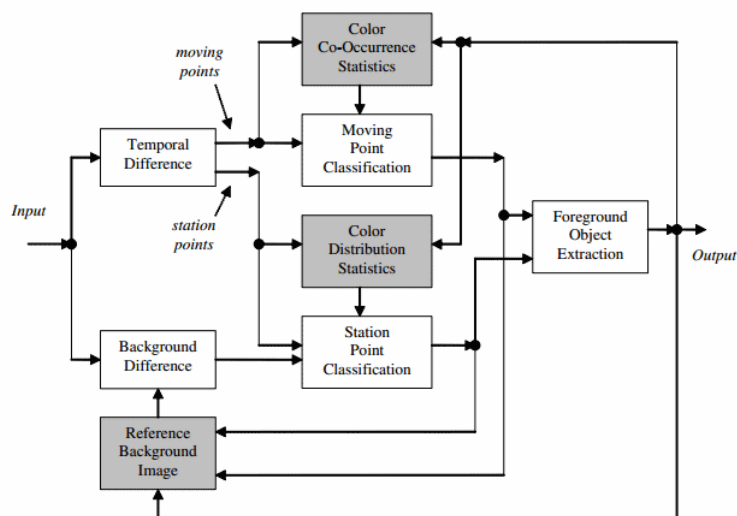 Color
Co-Occurrence
Statistics
moving
points
Temporal
Difference
Moving
Point
Classification
Input
station
points
Color
Distribution
Statistics
Foreground
Object
Extraction
Output
Background
Difference
Station
Point
Classification
Reference
Background
Image